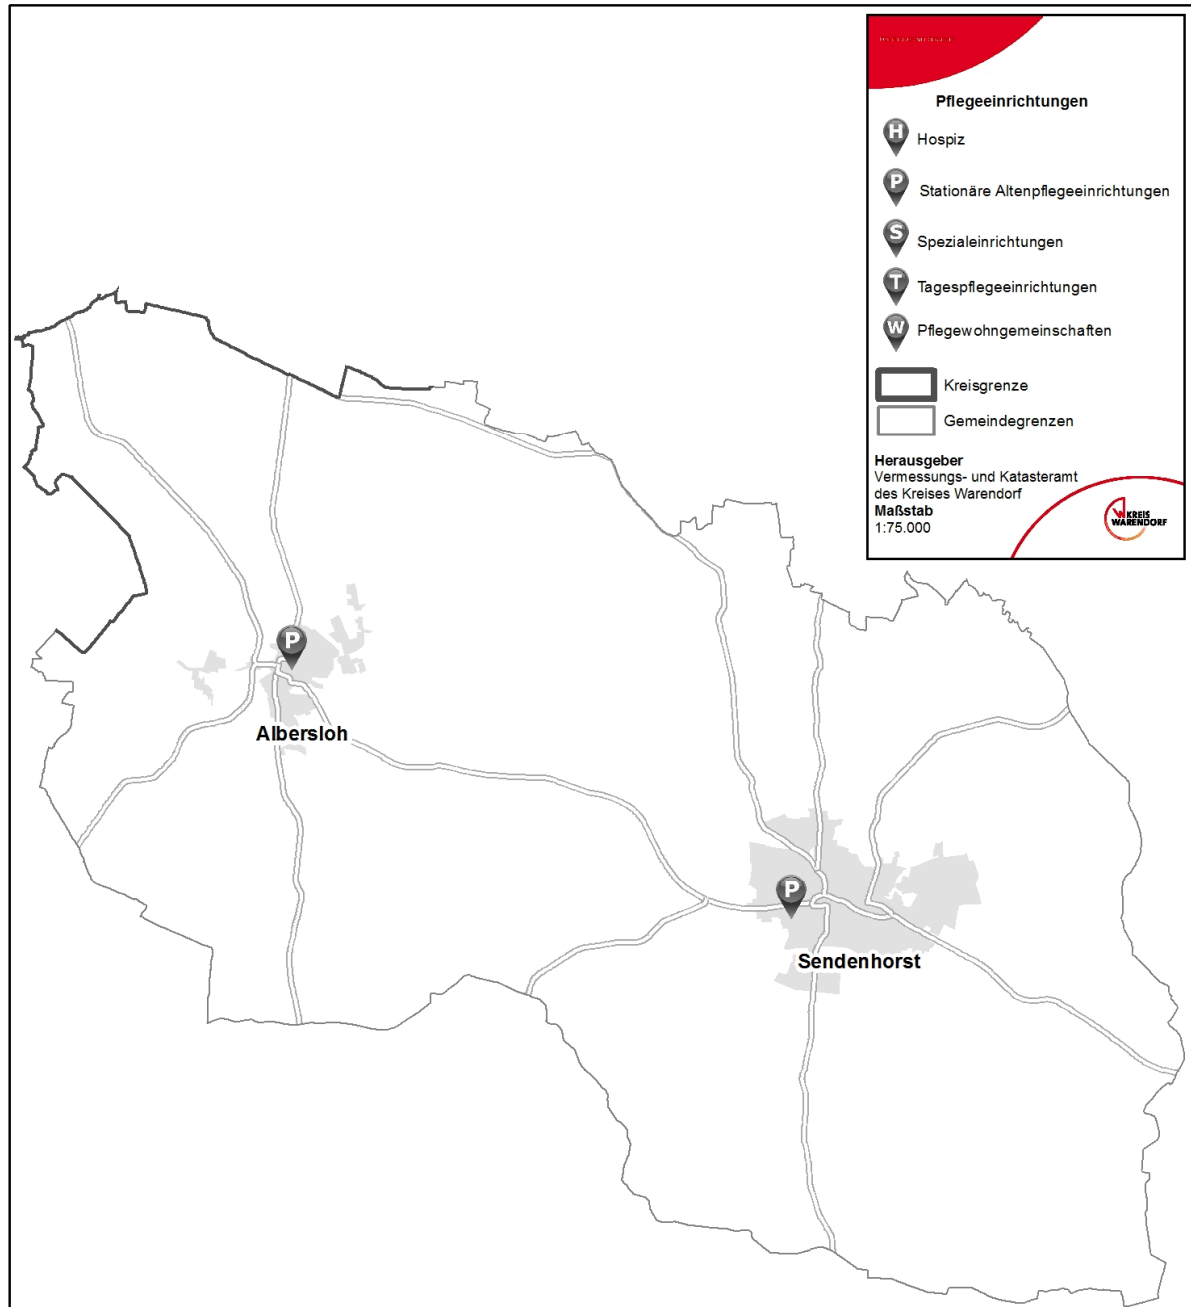 Pflegeeinrichtungen
H Hospiz
P Stationäre Altenpflegeeinrichtungen
S Spezialeinrichtungen
T Tagespflegeeinrichtungen
W Pflegewohngemeinschaften
Kreisgrenze
Gemeindegrenzen
Herausgeber
Vermessungs- und Katasteramt
des Kreises Warendorf
Maßstab
1:75.000
KREIS
WARENDORF
P
Albersloh
P
Sendenhorst